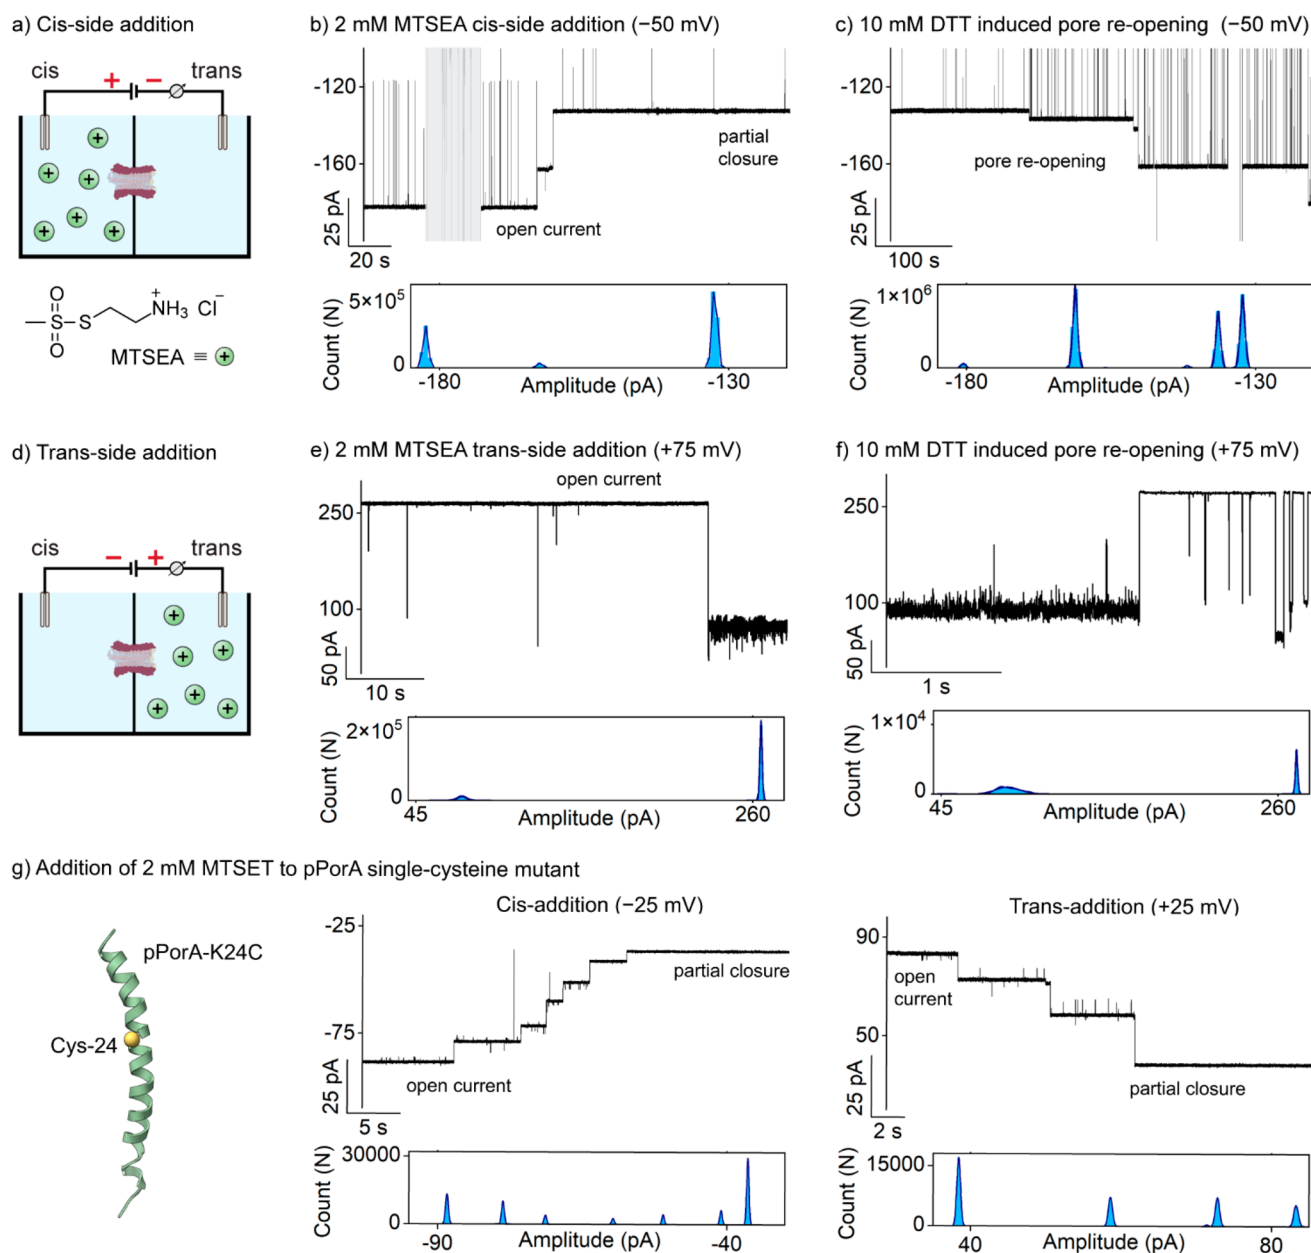 a) Cis-side addition
cis
+
−
trans
+
+
+
+
+
+
O
S
O
S
+
NH3 Cl−
MTSEA ≡ +
b) 2 mM MTSEA cis-side addition (−50 mV)
-120
-160
25 pA
20 s
open current
partial
closure
5×10^5
0
Count (N)
-180
Amplitude (pA)
-130
c) 10 mM DTT induced pore re-opening (−50 mV)
-120
-160
25 pA
100 s
pore re-opening
1×10^6
0
Count (N)
-180
Amplitude (pA)
-130
d) Trans-side addition
cis
−
+
trans
+
+
+
+
+
+
e) 2 mM MTSEA trans-side addition (+75 mV)
open current
250
100
50 pA
10 s
2×10^5
0
Count (N)
45
Amplitude (pA)
260
f) 10 mM DTT induced pore re-opening (+75 mV)
250
100
50 pA
1 s
1×10^4
0
Count (N)
45
Amplitude (pA)
260
g) Addition of 2 mM MTSET to pPorA single-cysteine mutant
pPorA-K24C
Cys-24
Cis-addition (−25 mV)
-25
-75
25 pA
5 s
open current
partial closure
30000
0
Count (N)
-90
Amplitude (pA)
-40
Trans-addition (+25 mV)
90
50
25 pA
2 s
open
current
partial closure
15000
0
Count (N)
40
Amplitude (pA)
80